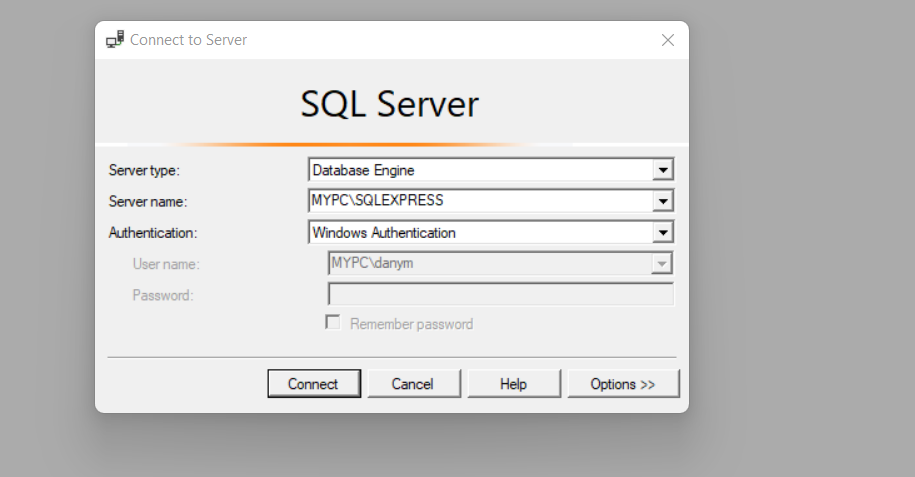 Connect to Server
SQL Server
Server type: Database Engine
Server name: MYPC\SQLEXPRESS
Authentication: Windows Authentication
User name: MYPC\danym
Password:
Remember password
Connect Cancel Help Options >>